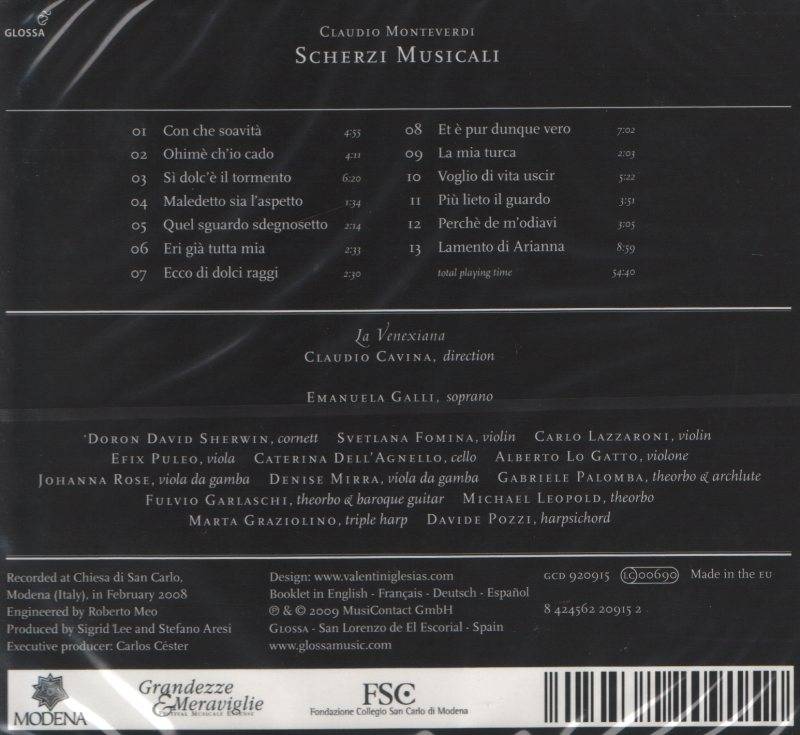 GLOSSA
CLAUDIO MONTEVERDI
SCHERZI MUSICALI
01 Con che soavità 4:55
02 Ohimè ch'io cado 4:11
03 Sì dolc'è il tormento 6:20
04 Maledetto sia l'aspetto 1:34
05 Quel sguardo sdegnosetto 2:14
06 Eri già tutta mia 2:33
07 Ecco di dolci raggi 2:30
08 Et è pur dunque vero 7:02
09 La mia turca 2:03
10 Voglio di vita uscir 5:22
11 Più lieto il guardo 3:51
12 Perchè de m'odiavi 3:05
13 Lamento di Arianna 8:59
total playing time 54:40
La Venexiana
CLAUDIO CAVINA, direction
EMANUELA GALLI, soprano
DORON DAVID SHERWIN, cornett SVETLANA FOMINA, violin CARLO LAZZARONI, violin
EFIX PULEO, viola CATERINA DELL'AGNELLO, cello ALBERTO LO GATTO, violone
JOHANNA ROSE, viola da gamba DENISE MIRRA, viola da gamba GABRIELE PALOMBA, theorbo & archlute
FULVIO GARLASCHI, theorbo & baroque guitar MICHAEL LEOPOLD, theorbo
MARTA GRAZIOLINO, triple harp DAVIDE POZZI, harpsichord
Recorded at Chiesa di San Carlo,
Modena (Italy), in February 2008
Engineered by Roberto Meo
Produced by Sigrid Lee and Stefano Aresi
Executive producer: Carlos Céster
Design: www.valentiniglesias.com
Booklet in English - Français - Deutsch - Español
℗ & © 2009 MusiContact GmbH
GLOSSA - San Lorenzo de El Escorial - Spain
www.glossamusic.com
GCD 920915 LC00690 Made in the EU
8 424562 20915 2
MODENA
Grandezze
& Meraviglie
FESTIVAL MUSICALE ESTENSE
FSC
Fondazione Collegio San Carlo di Modena